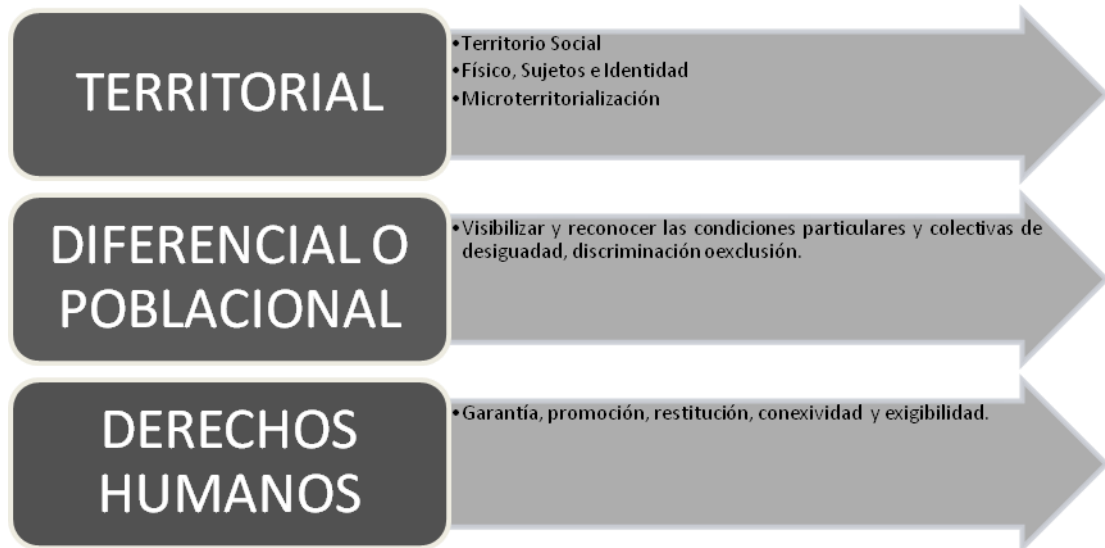 TERRITORIAL
•Territorio Social
•Físico, Sujetos e Identidad
•Microterritorialización
DIFERENCIAL O
POBLACIONAL
•Visibilizar y reconocer las condiciones particulares y colectivas de
desiguadad, discriminación oexclusión.
DERECHOS
HUMANOS
•Garantía, promoción, restitución, conexividad y exigibilidad.